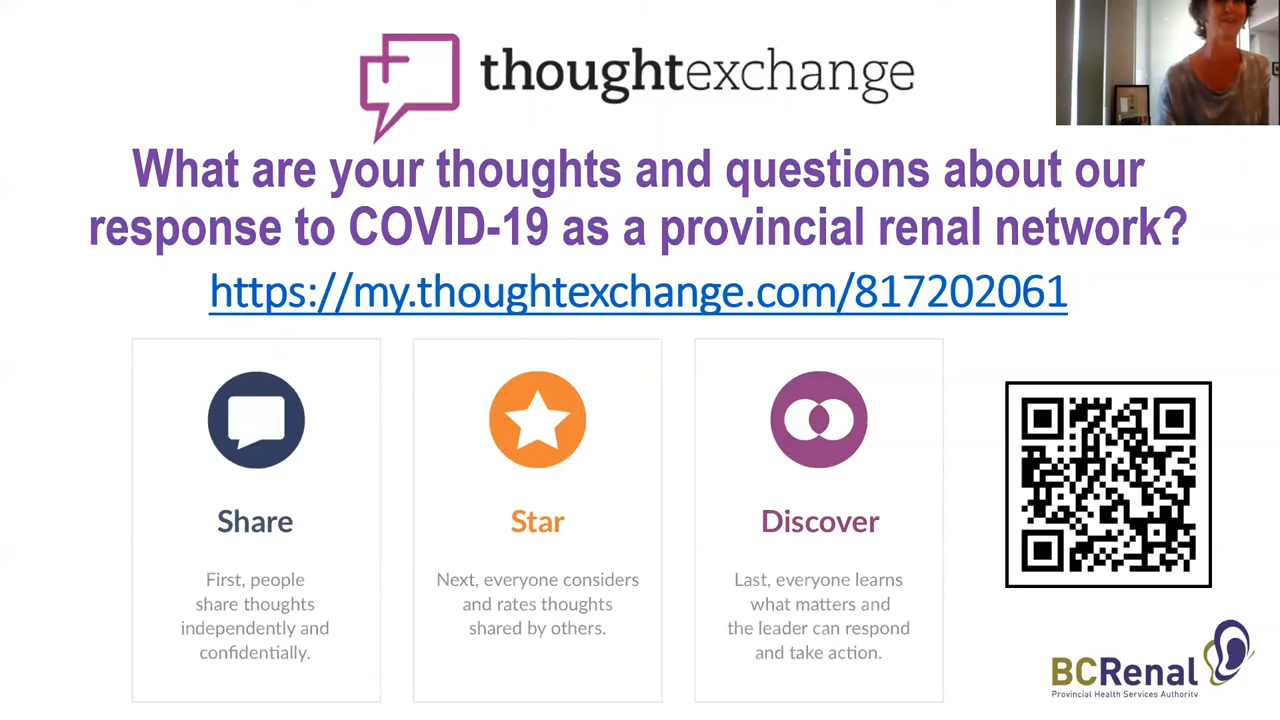 thoughtexchange
What are your thoughts and questions about our
response to COVID-19 as a provincial renal network?
https://my.thoughtexchange.com/817202061
Share
First, people
share thoughts
independently and
confidentially.
Star
Next, everyone considers
and rates thoughts
shared by others.
Discover
Last, everyone learns
what matters and
the leader can respond
and take action.
BCRenal
Provincial Health Services Authority